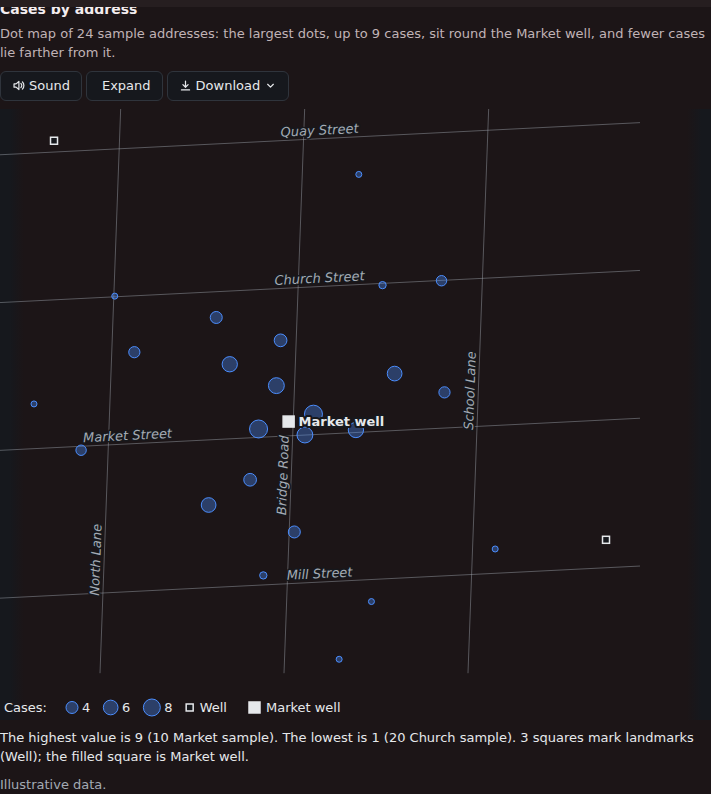 Cases by address
Dot map of 24 sample addresses: the largest dots, up to 9 cases, sit round the Market well, and fewer cases
lie farther from it.
Sound Expand Download
Quay Street
Church Street
School Lane
Market well
Market Street
Bridge Road
North Lane
Mill Street
Cases: 4 6 8 Well Market well
The highest value is 9 (10 Market sample). The lowest is 1 (20 Church sample). 3 squares mark landmarks
(Well); the filled square is Market well.
Illustrative data.